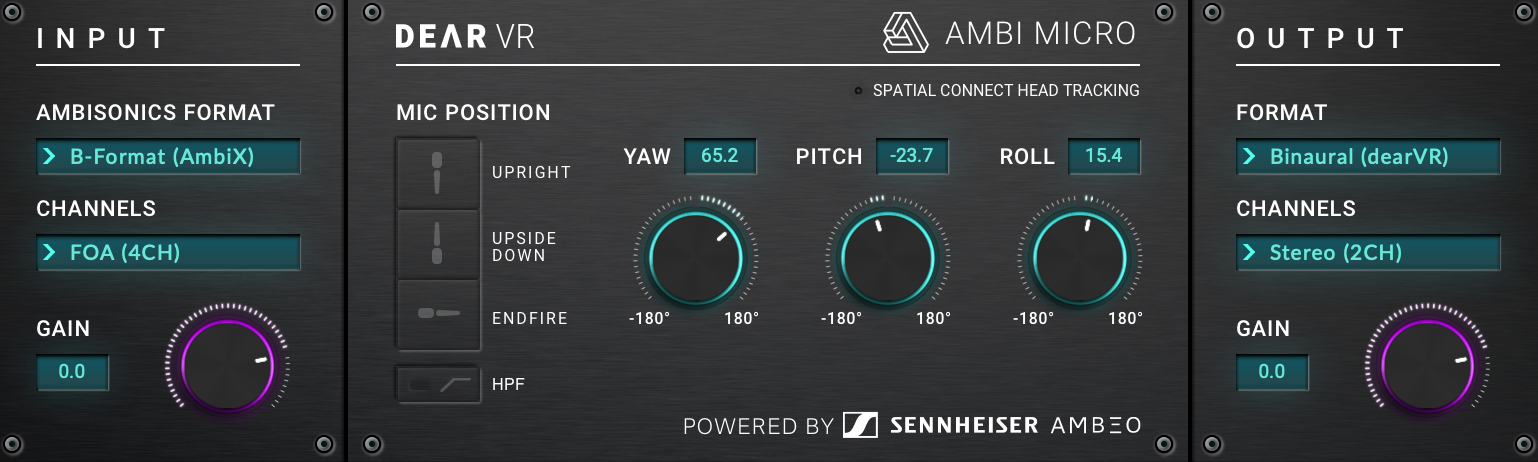 INPUT
AMBISONICS FORMAT
B-Format (AmbiX)
CHANNELS
FOA (4CH)
GAIN
0.0
DEAR VR
AMBI MICRO
SPATIAL CONNECT HEAD TRACKING
MIC POSITION
UPRIGHT
UPSIDE
DOWN
ENDFIRE
HPF
YAW 65.2
-180° 180°
PITCH -23.7
-180° 180°
ROLL 15.4
-180° 180°
POWERED BY SENNHEISER AMBEO
OUTPUT
FORMAT
Binaural (dearVR)
CHANNELS
Stereo (2CH)
GAIN
0.0